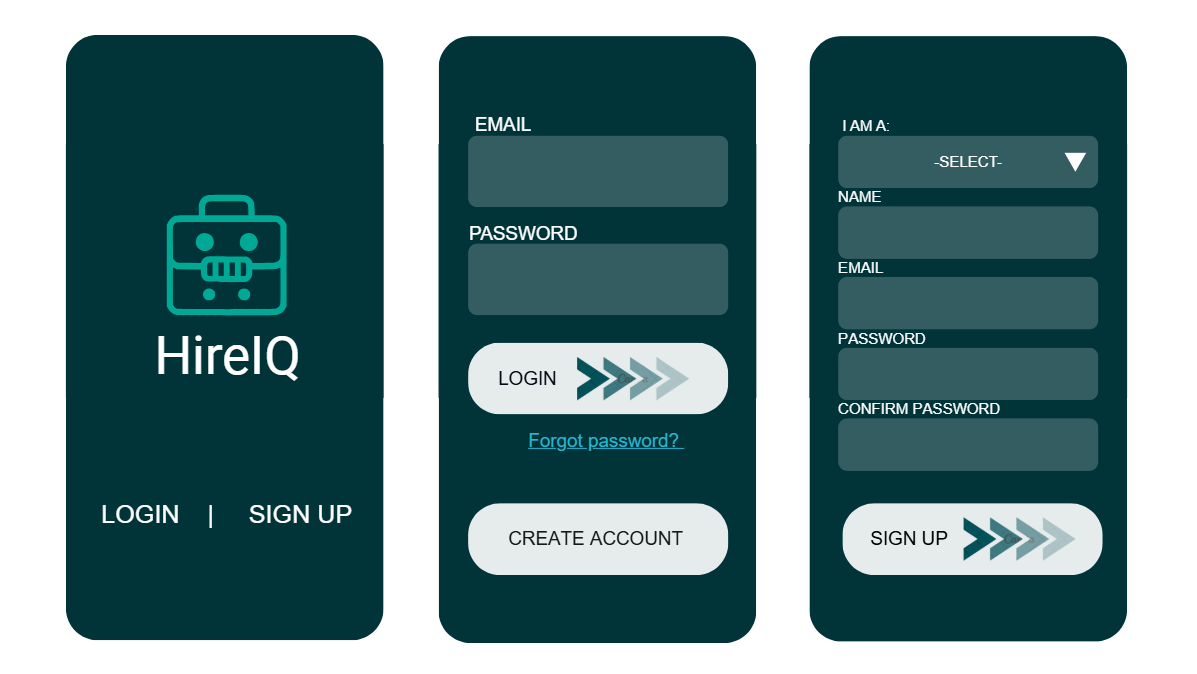 HireIQ
LOGIN | SIGN UP
EMAIL
PASSWORD
LOGIN
Forgot password?
CREATE ACCOUNT
I AM A:
-SELECT-
NAME
EMAIL
PASSWORD
CONFIRM PASSWORD
SIGN UP